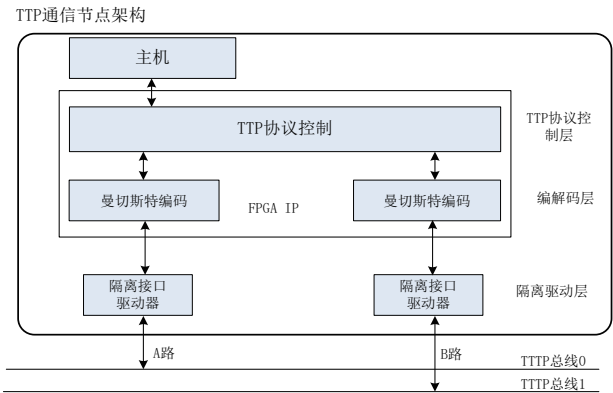 TTP通信节点架构
主机
TTP协议控制
TTP协议控
制层
曼切斯特编码
曼切斯特编码
FPGA IP
编解码层
隔离接口
驱动器
隔离接口
驱动器
隔离驱动层
A路
B路
TTTP总线0
TTTP总线1